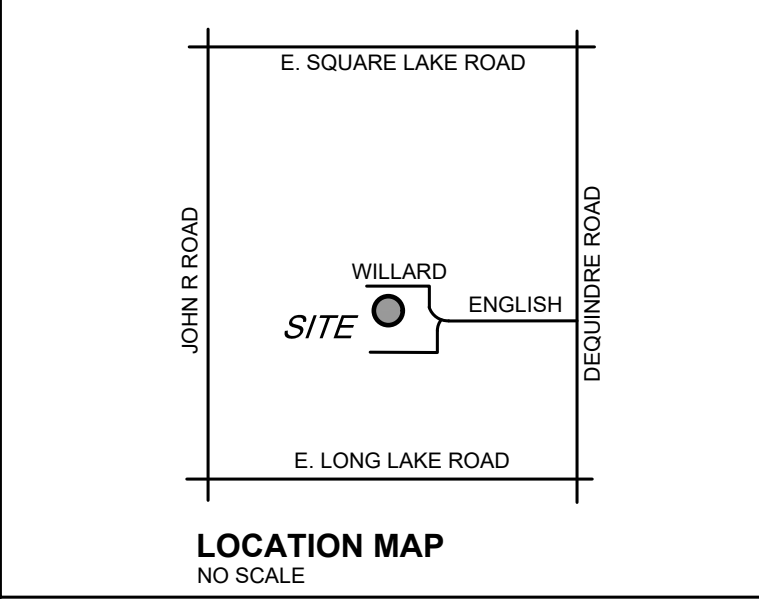 E. SQUARE LAKE ROAD
JOHN R ROAD
DEQUINDRE ROAD
WILLARD
ENGLISH
SITE
E. LONG LAKE ROAD
LOCATION MAP
NO SCALE